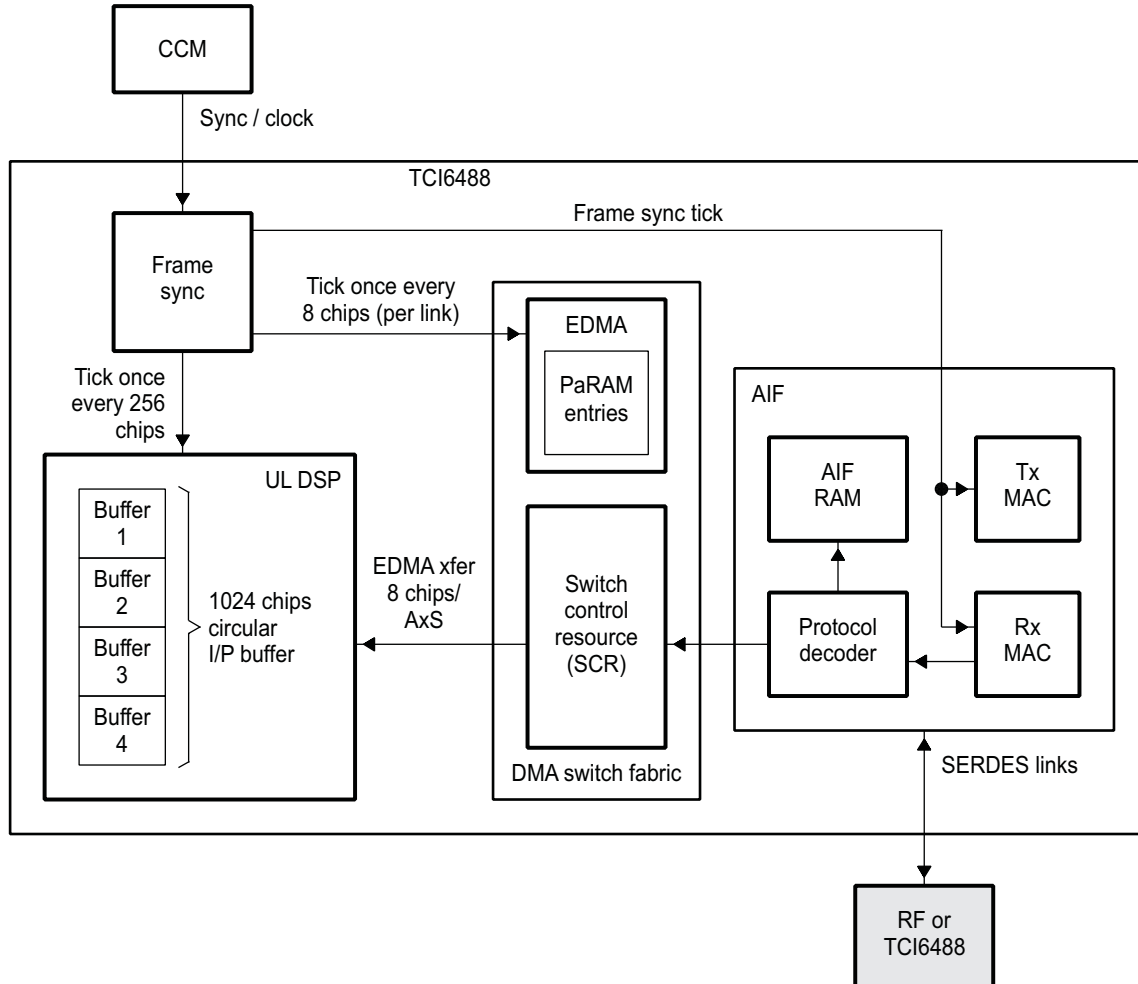 CCM
Sync / clock
TCI6488
Frame sync tick
Frame
sync
Tick once every
8 chips (per link)
EDMA
PaRAM
entries
Tick once
every 256
chips
AIF
AIF
RAM
Tx
MAC
UL DSP
Buffer
1
Buffer
2
Buffer
3
Buffer
4
1024 chips
circular
I/P buffer
EDMA xfer
8 chips/
AxS
Switch
control
resource
(SCR)
Protocol
decoder
Rx
MAC
DMA switch fabric
SERDES links
RF or
TCI6488